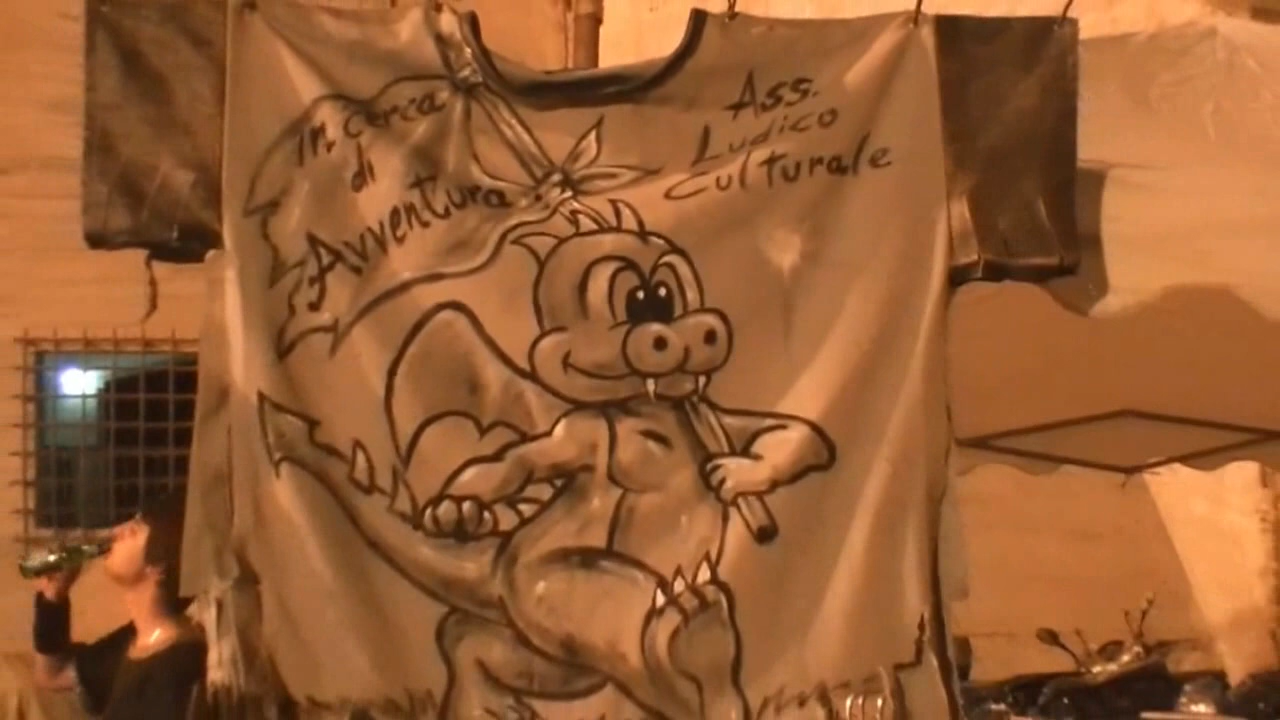 In cerca
di
Avventura
Ass.
Ludico
culturale